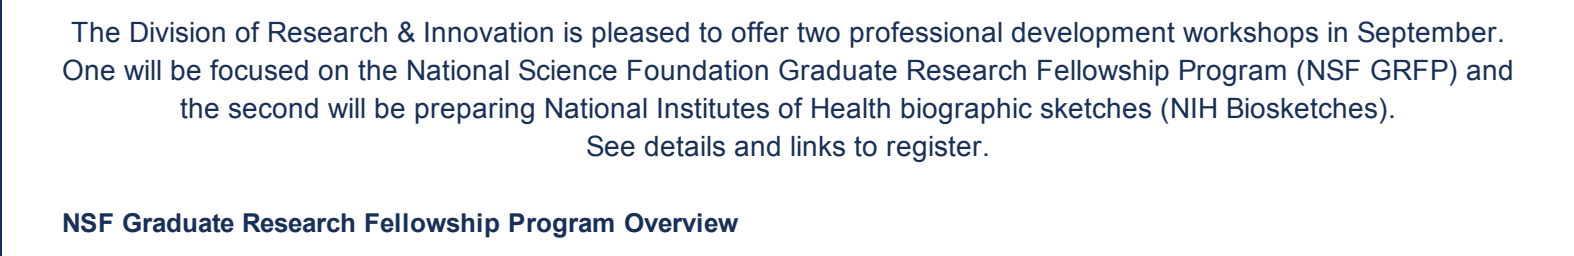 The Division of Research & Innovation is pleased to offer two professional development workshops in September.
One will be focused on the National Science Foundation Graduate Research Fellowship Program (NSF GRFP) and
the second will be preparing National Institutes of Health biographic sketches (NIH Biosketches).
See details and links to register.
NSF Graduate Research Fellowship Program Overview